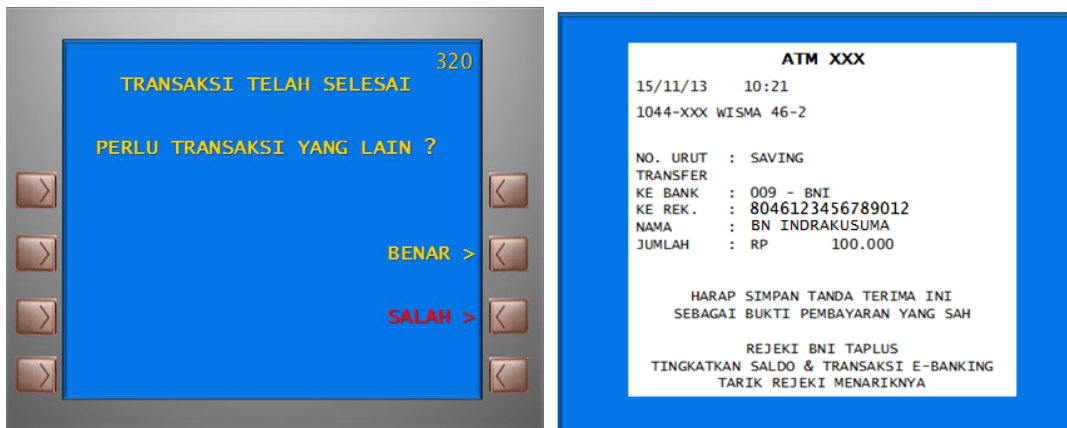 320
TRANSAKSI TELAH SELESAI
PERLU TRANSAKSI YANG LAIN ?
BENAR >
SALAH >
ATM XXX
15/11/13 10:21
1044-XXX WISMA 46-2
NO. URUT : SAVING
TRANSFER
KE BANK : 009 - BNI
KE REK. : 8046123456789012
NAMA : BN INDRAKUSUMA
JUMLAH : RP 100.000
HARAP SIMPAN TANDA TERIMA INI
SEBAGAI BUKTI PEMBAYARAN YANG SAH
REJEKI BNI TAPLUS
TINGKATKAN SALDO & TRANSAKSI E-BANKING
TARIK REJEKI MENARIKNYA